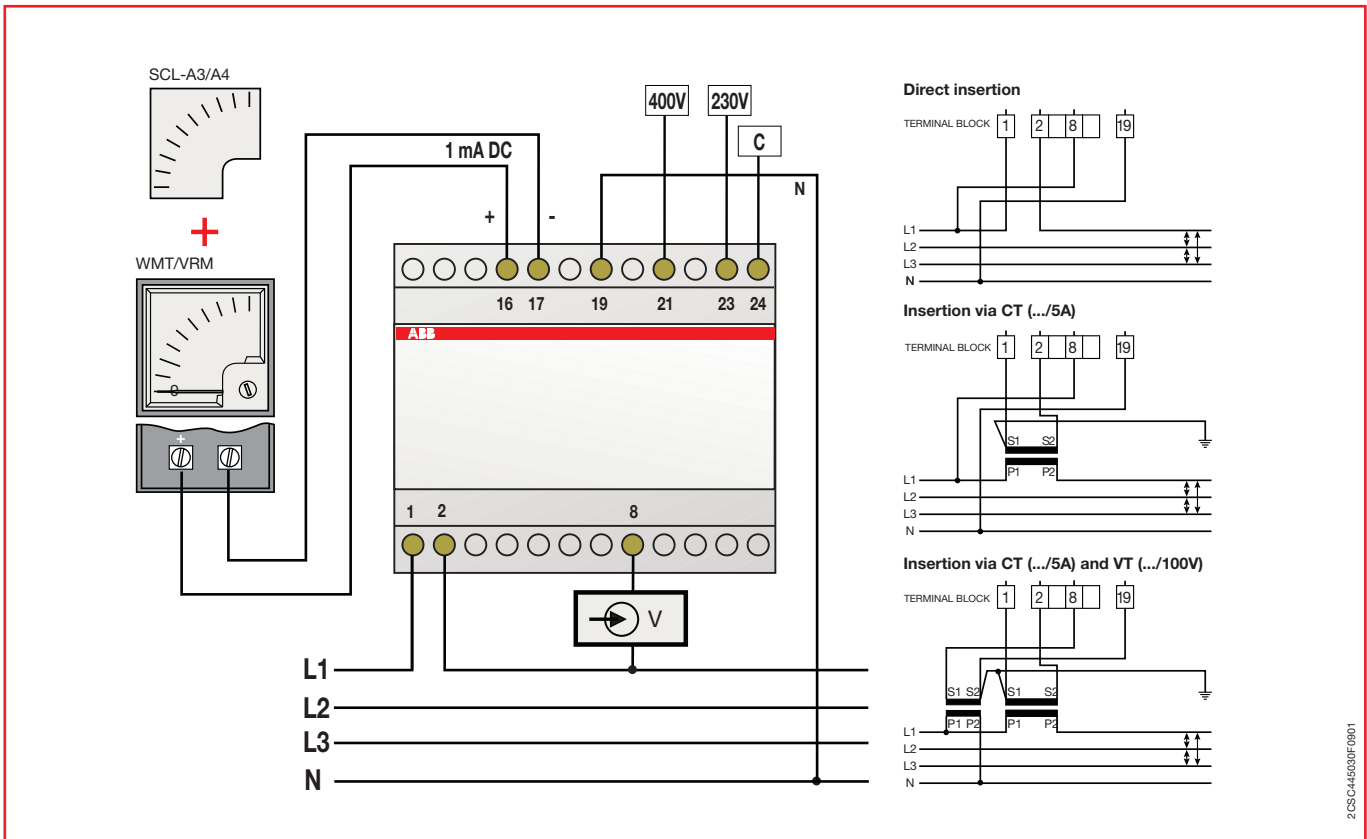 SCL-A3/A4
WMT/VRM
0
+
1 mA DC
+
-
400V
230V
C
N
16 17 19 21 23 24
ABB
1 2 8
V
L1
L2
L3
N
Direct insertion
TERMINAL BLOCK 1 2 8 19
L1
L2
L3
N
Insertion via CT (.../5A)
TERMINAL BLOCK 1 2 8 19
S1 S2
P1 P2
L1
L2
L3
N
Insertion via CT (.../5A) and VT (.../100V)
TERMINAL BLOCK 1 2 8 19
S1 S2 S1 S2
P1 P2 P1 P2
L1
L2
L3
N
2CSC445030F0901